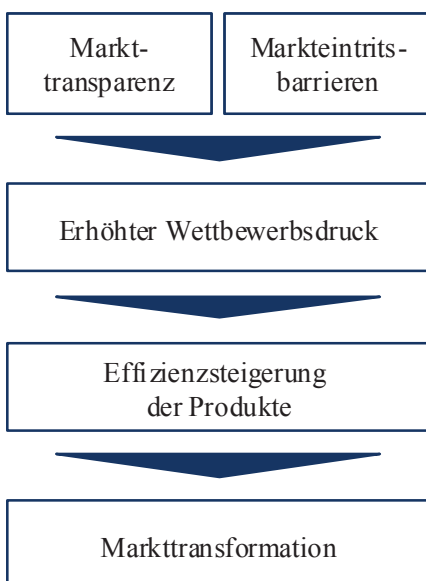 Markt-
transparenz
Markteintrits-
barrieren
Erhöhter Wettbewerbsdruck
Effizienzsteigerung
der Produkte
Markttransformation